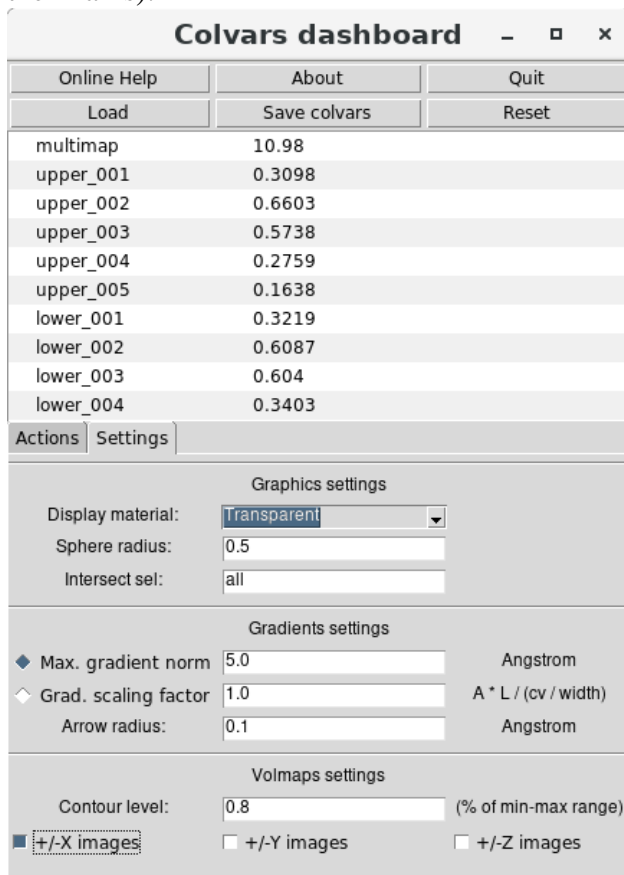 Colvars dashboard
Online Help About Quit
Load Save colvars Reset
multimap 10.98
upper_001 0.3098
upper_002 0.6603
upper_003 0.5738
upper_004 0.2759
upper_005 0.1638
lower_001 0.3219
lower_002 0.6087
lower_003 0.604
lower_004 0.3403
Actions Settings
Graphics settings
Display material: Transparent
Sphere radius: 0.5
Intersect sel: all
Gradients settings
Max. gradient norm 5.0 Angstrom
Grad. scaling factor 1.0 A * L / (cv / width)
Arrow radius: 0.1 Angstrom
Volmaps settings
Contour level: 0.8 (% of min-max range)
+/-X images +/-Y images +/-Z images